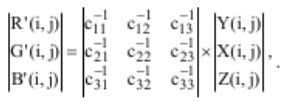 |R'(i, j)|   |c₁₁⁻¹ c₁₂⁻¹ c₁₃⁻¹|   |Y(i, j)|
|G'(i, j)| = |c₂₁⁻¹ c₂₂⁻¹ c₂₃⁻¹| × |X(i, j)|, .
|B'(i, j)|   |c₃₁⁻¹ c₃₂⁻¹ c₃₃⁻¹|   |Z(i, j)|